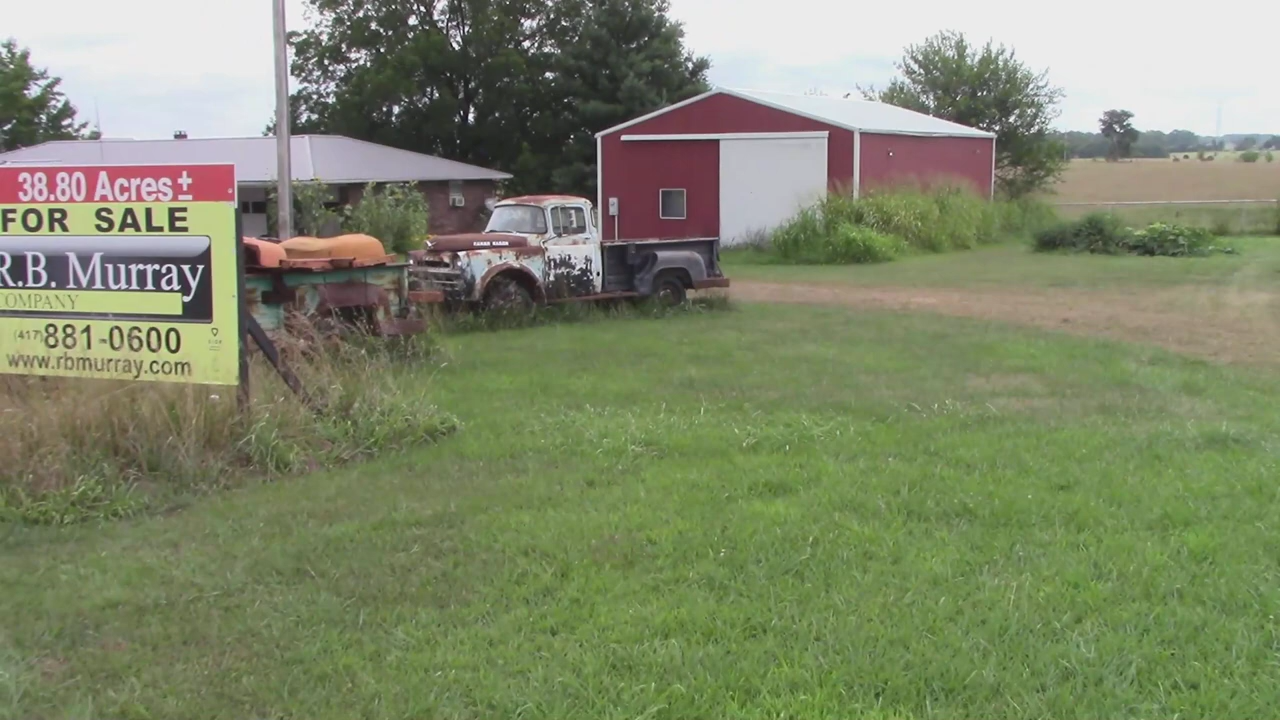 38.80 Acres±
FOR SALE
R.B. Murray
COMPANY
(417) 881-0600
www.rbmurray.com